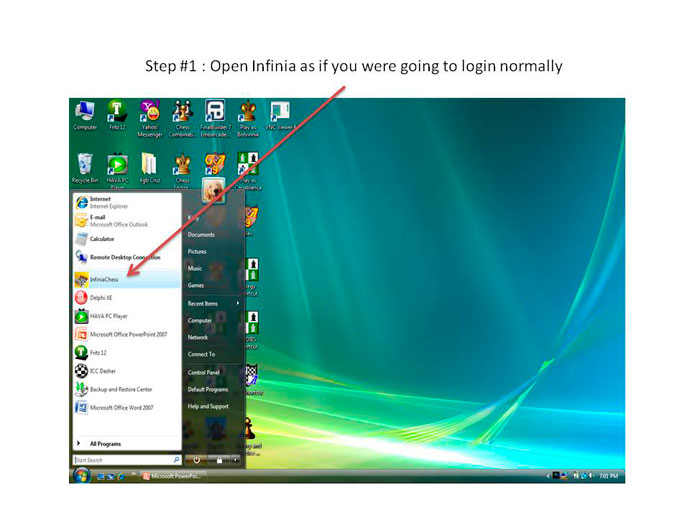 Step #1 : Open Infinia as if you were going to login normally
Computer
Fritz 12
Yahoo!
Messenger
Chess
Combinati...
FinalBuilder 7
Embarcade...
Play as
Botvinnik
VNC Viewer 4
Recycle Bin
HAVA PC
Player
4gb Cruz
Chess
Play as
Internet
Internet Explorer
E-mail
Microsoft Office Outlook
Calculator
Remote Desktop Connection
InfiniaChess
Delphi XE
HAVA PC Player
Microsoft Office PowerPoint 2007
Fritz 12
ICC Dasher
Backup and Restore Center
Microsoft Office Word 2007
All Programs
Start Search
Documents
Pictures
Music
Games
Recent Items
Computer
Network
Connect To
Control Panel
Default Programs
Help and Support
Microsoft PowerPoi...
7:01 PM